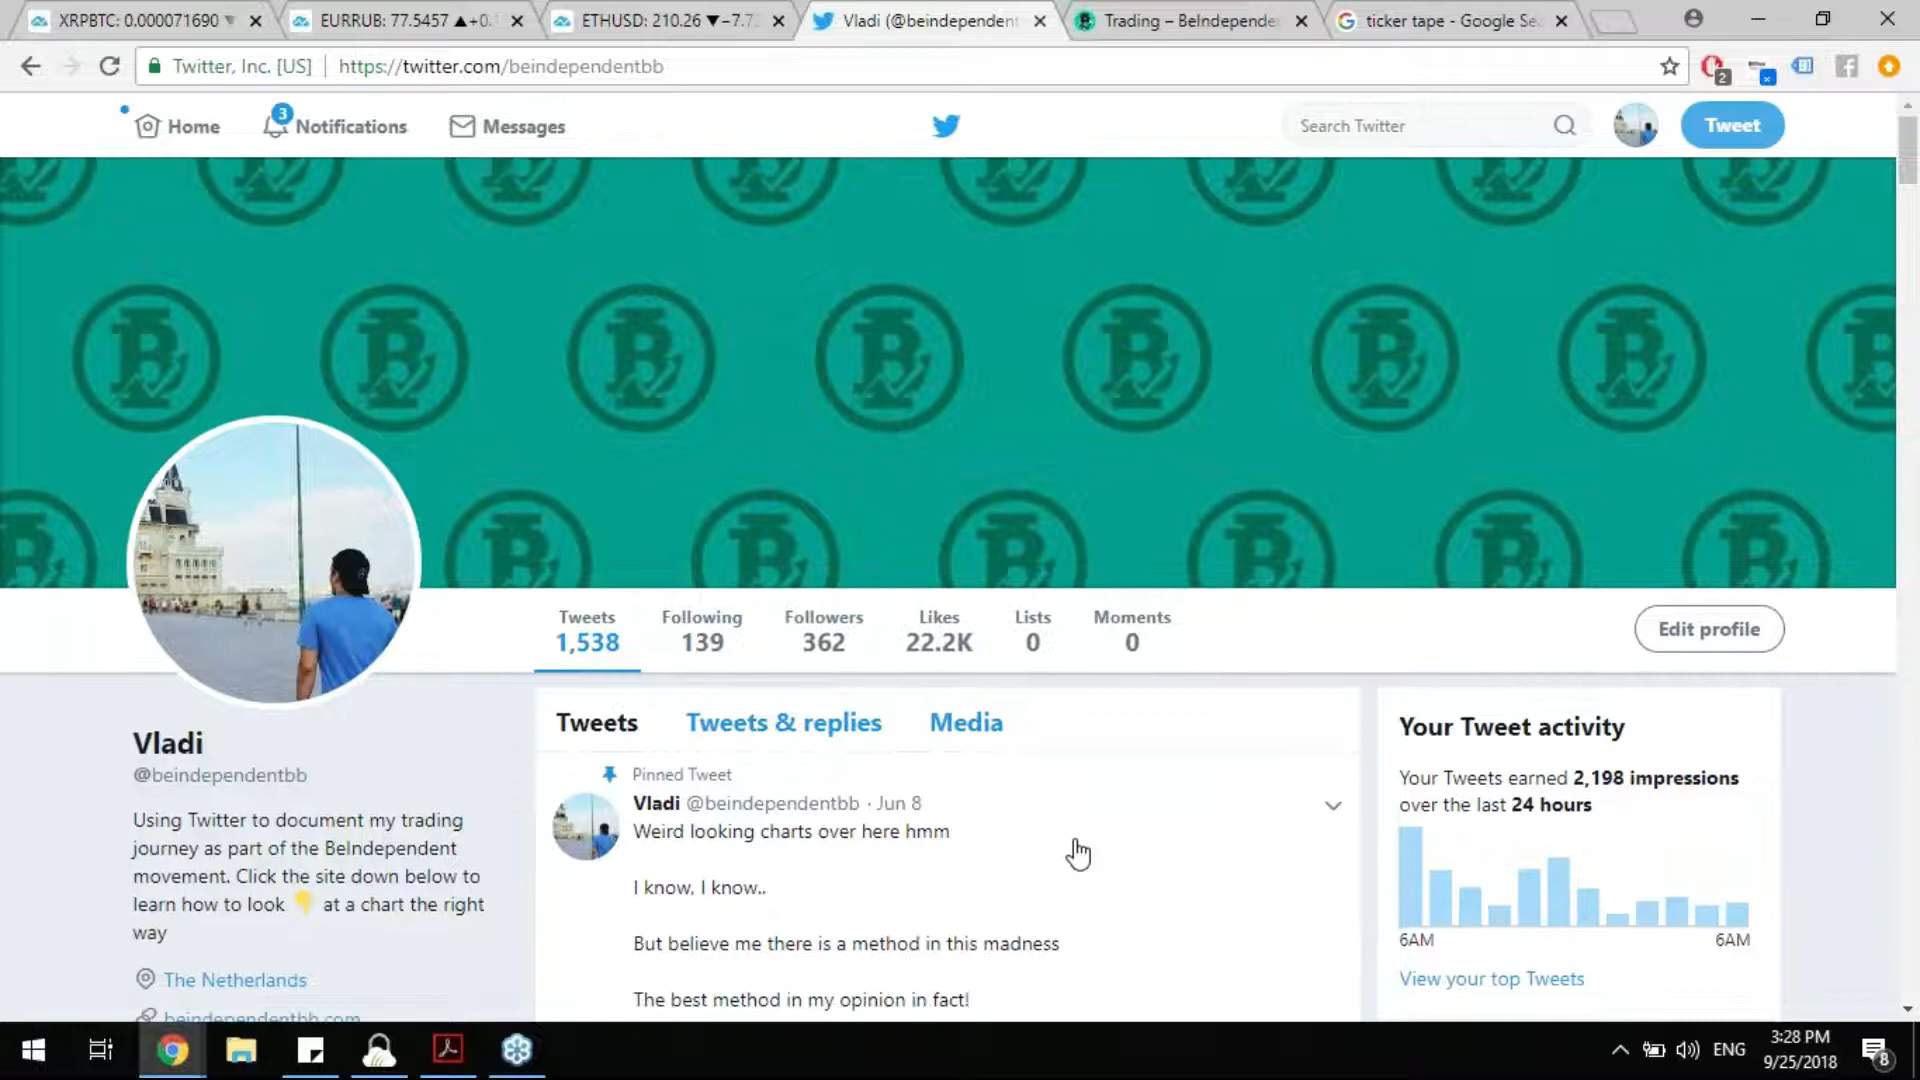 XRPBTC: 0.000071690 ▼
EURRUB: 77.5457 ▲+0.
ETHUSD: 210.26 ▼−7.7
Vladi (@beindependent
Trading – BeIndepende
ticker tape - Google Se
Twitter, Inc. [US]
https://twitter.com/beindependentbb
2
Home
3
Notifications
Messages
Search Twitter
Tweet
Tweets
1,538
Following
139
Followers
362
Likes
22.2K
Lists
0
Moments
0
Edit profile
Vladi
@beindependentbb
Using Twitter to document my trading
journey as part of the BeIndependent
movement. Click the site down below to
learn how to look 👇 at a chart the right
way
The Netherlands
beindependentbb.com
Tweets
Tweets & replies
Media
Pinned Tweet
Vladi @beindependentbb · Jun 8
Weird looking charts over here hmm
I know, I know..
But believe me there is a method in this madness
The best method in my opinion in fact!
Your Tweet activity
Your Tweets earned 2,198 impressions
over the last 24 hours
6AM
6AM
View your top Tweets
ENG
3:28 PM
9/25/2018
8